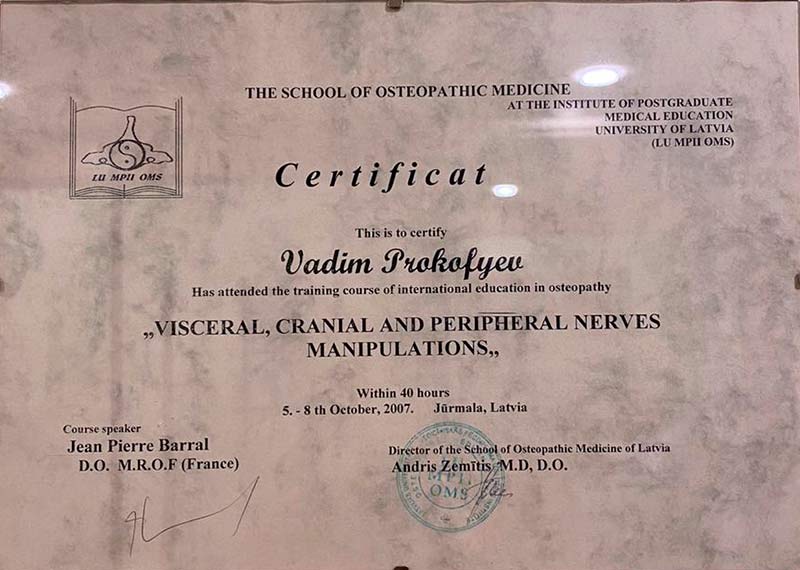 THE SCHOOL OF OSTEOPATHIC MEDICINE
AT THE INSTITUTE OF POSTGRADUATE
MEDICAL EDUCATION
UNIVERSITY OF LATVIA
(LU MPII OMS)
LU MPII OMS
Certificat
This is to certify
Vadim Prokofyev
Has attended the training course of international education in osteopathy
„VISCERAL, CRANIAL AND PERIPHERAL NERVES
MANIPULATIONS„
Within 40 hours
5. - 8 th October, 2007. Jūrmala, Latvia
Course speaker
Jean Pierre Barral
D.O. M.R.O.F (France)
Director of the School of Osteopathic Medicine of Latvia
Andris Zemītis, M.D, D.O.
OMS